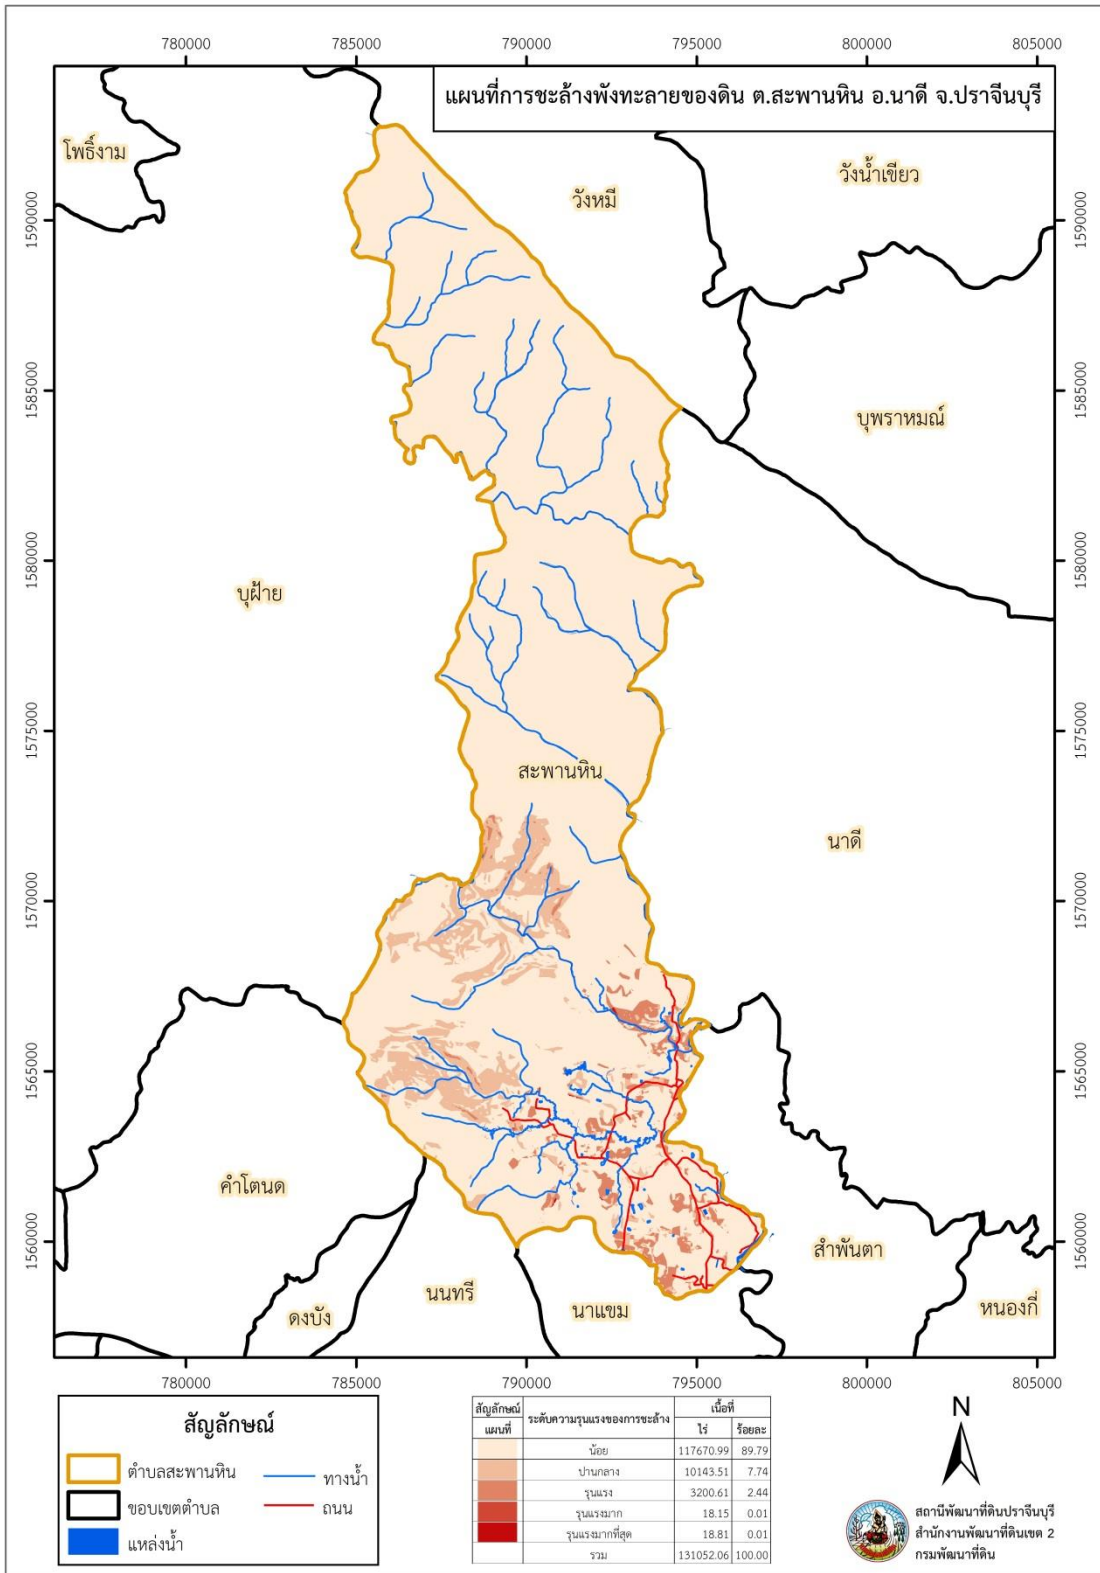 780000 785000 790000 795000 800000 805000
แผนที่การชะล้างพังทะลายของดิน ต.สะพานหิน อ.นาดี จ.ปราจีนบุรี
โพธิ์งาม
วังน้ำเขียว
วังหมี
1590000 1590000
1585000 1585000
บุพราหมณ์
1580000 1580000
บุฝ้าย
1575000 1575000
สะพานหิน
นาดี
1570000 1570000
1565000 1565000
คำโตนด
1560000 1560000
สำพันตา
นนทรี
นาแขม
หนองกี่
ดงบัง
780000 785000 790000 795000 800000 805000
สัญลักษณ์
ตำบลสะพานหิน
ทางน้ำ
ขอบเขตตำบล
ถนน
แหล่งน้ำ
สัญลักษณ์แผนที่ ระดับความรุนแรงของการชะล้าง เนื้อที่
ไร่ ร้อยละ
น้อย 117670.99 89.79
ปานกลาง 10143.51 7.74
รุนแรง 3200.61 2.44
รุนแรงมาก 18.15 0.01
รุนแรงมากที่สุด 18.81 0.01
รวม 131052.06 100.00
N
สถานีพัฒนาที่ดินปราจีนบุรี
สำนักงานพัฒนาที่ดินเขต 2
กรมพัฒนาที่ดิน